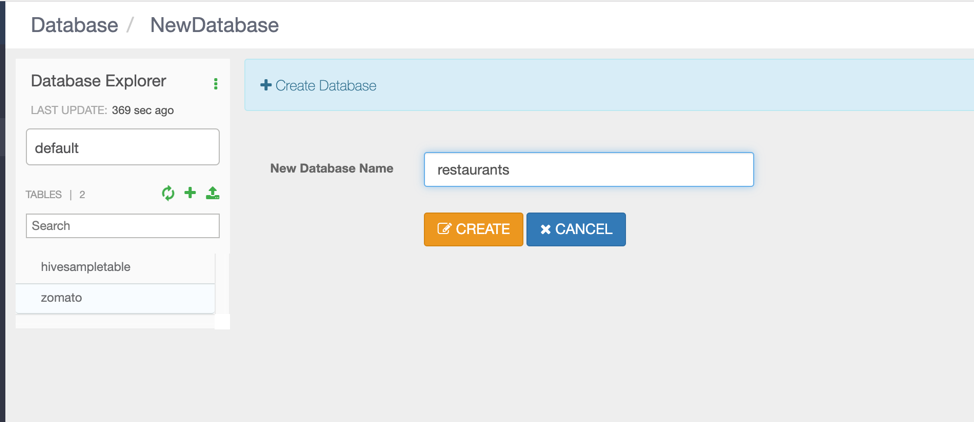 Database / NewDatabase
Database Explorer
LAST UPDATE: 369 sec ago
default
TABLES | 2
Search
hivesampletable
zomato
Create Database
New Database Name
restaurants
CREATE
CANCEL